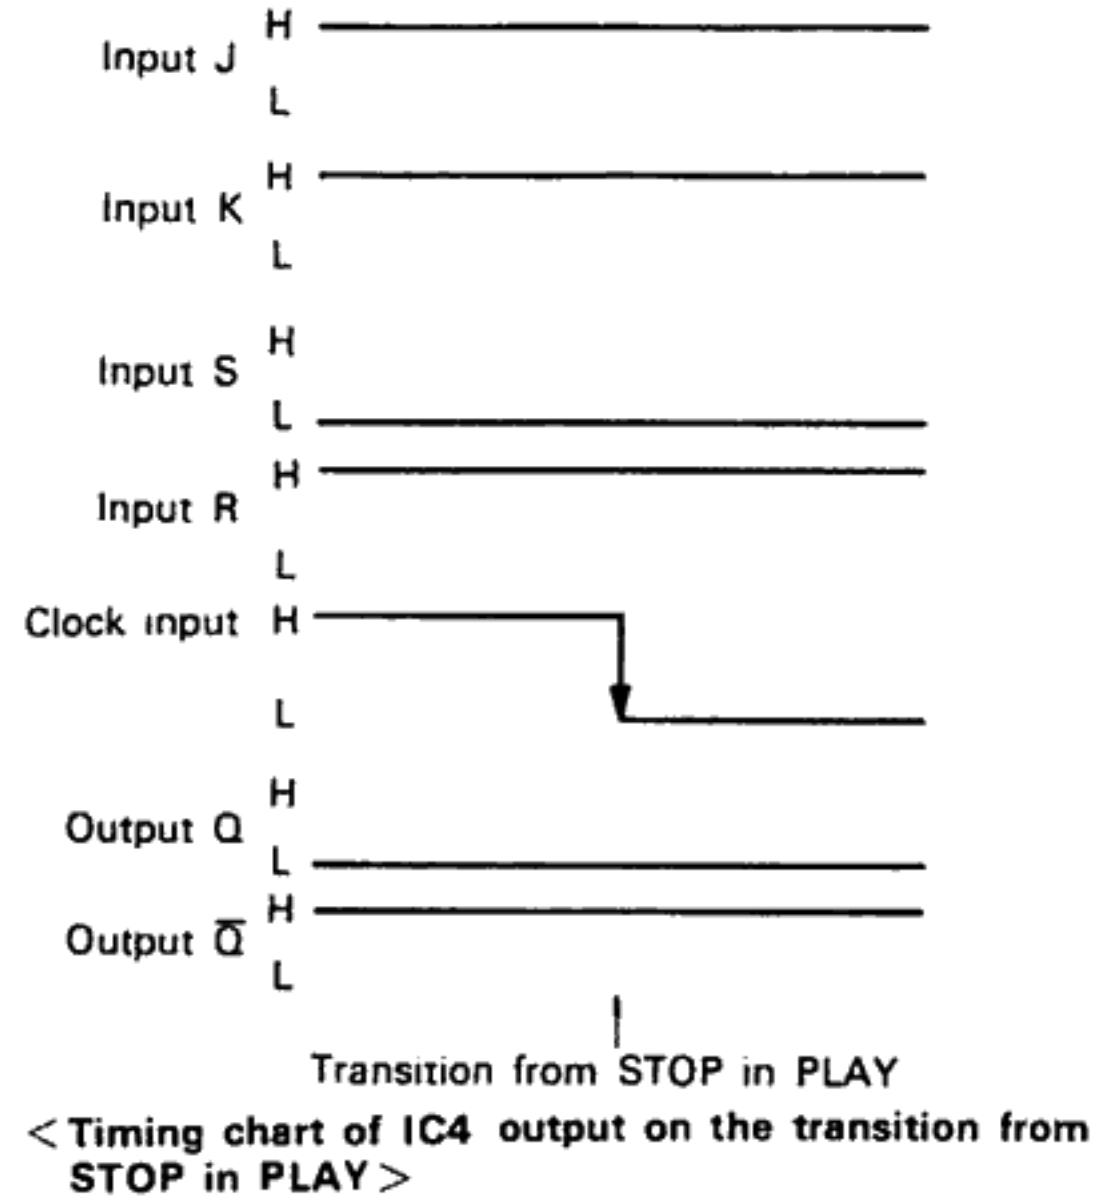 H
Input J
L
H
Input K
L
H
Input S
L
H
Input R
L
Clock input H
L
H
Output Q
L
H
Output Q̅
L
Transition from STOP in PLAY
< Timing chart of IC4 output on the transition from
STOP in PLAY >